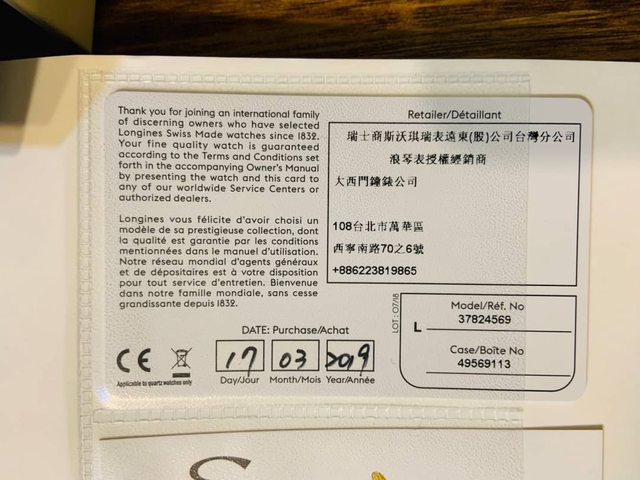 Thank you for joining an international family
of discerning owners who have selected
Longines Swiss Made watches since 1832.
Your fine quality watch is guaranteed
according to the Terms and Conditions set
forth in the accompanying Owner's Manual
by presenting the watch and this card to
any of our worldwide Service Centers or
authorized dealers.
Longines vous félicite d'avoir choisi un
modèle de sa prestigieuse collection, dont
la qualité est garantie par les conditions
mentionnées dans le manuel d'utilisation.
Notre réseau mondial d'agents généraux
et de dépositaires est à votre disposition
pour tout service d'entretien. Bienvenue
dans notre famille mondiale, sans cesse
grandissante depuis 1832.
Retailer/Détaillant
瑞士商斯沃琪瑞表遠東(股)公司台灣分公司
浪琴表授權經銷商
大西門鐘錶公司
108台北市萬華區
西寧南路70之6號
+886223819865
LOT: 07/18
L
Model/Réf. No
37824569
Case/Boîte No
49569113
DATE: Purchase/Achat
17 03 2019
Day/Jour Month/Mois Year/Année
CE
Applicable to quartz watches only